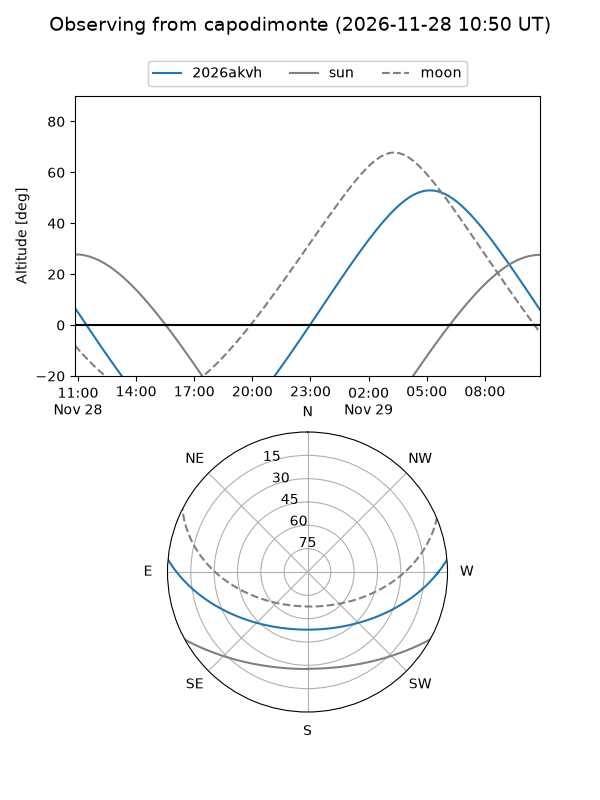 Observing from capodimonte (2026-11-28 10:50 UT)
2026akvh sun moon
80
60
40
20
0
−20
Altitude [deg]
11:00 14:00 17:00 20:00 23:00 02:00 05:00 08:00
Nov 28 Nov 29
N
NE NW
15
30
45
60
75
E W
SE SW
S